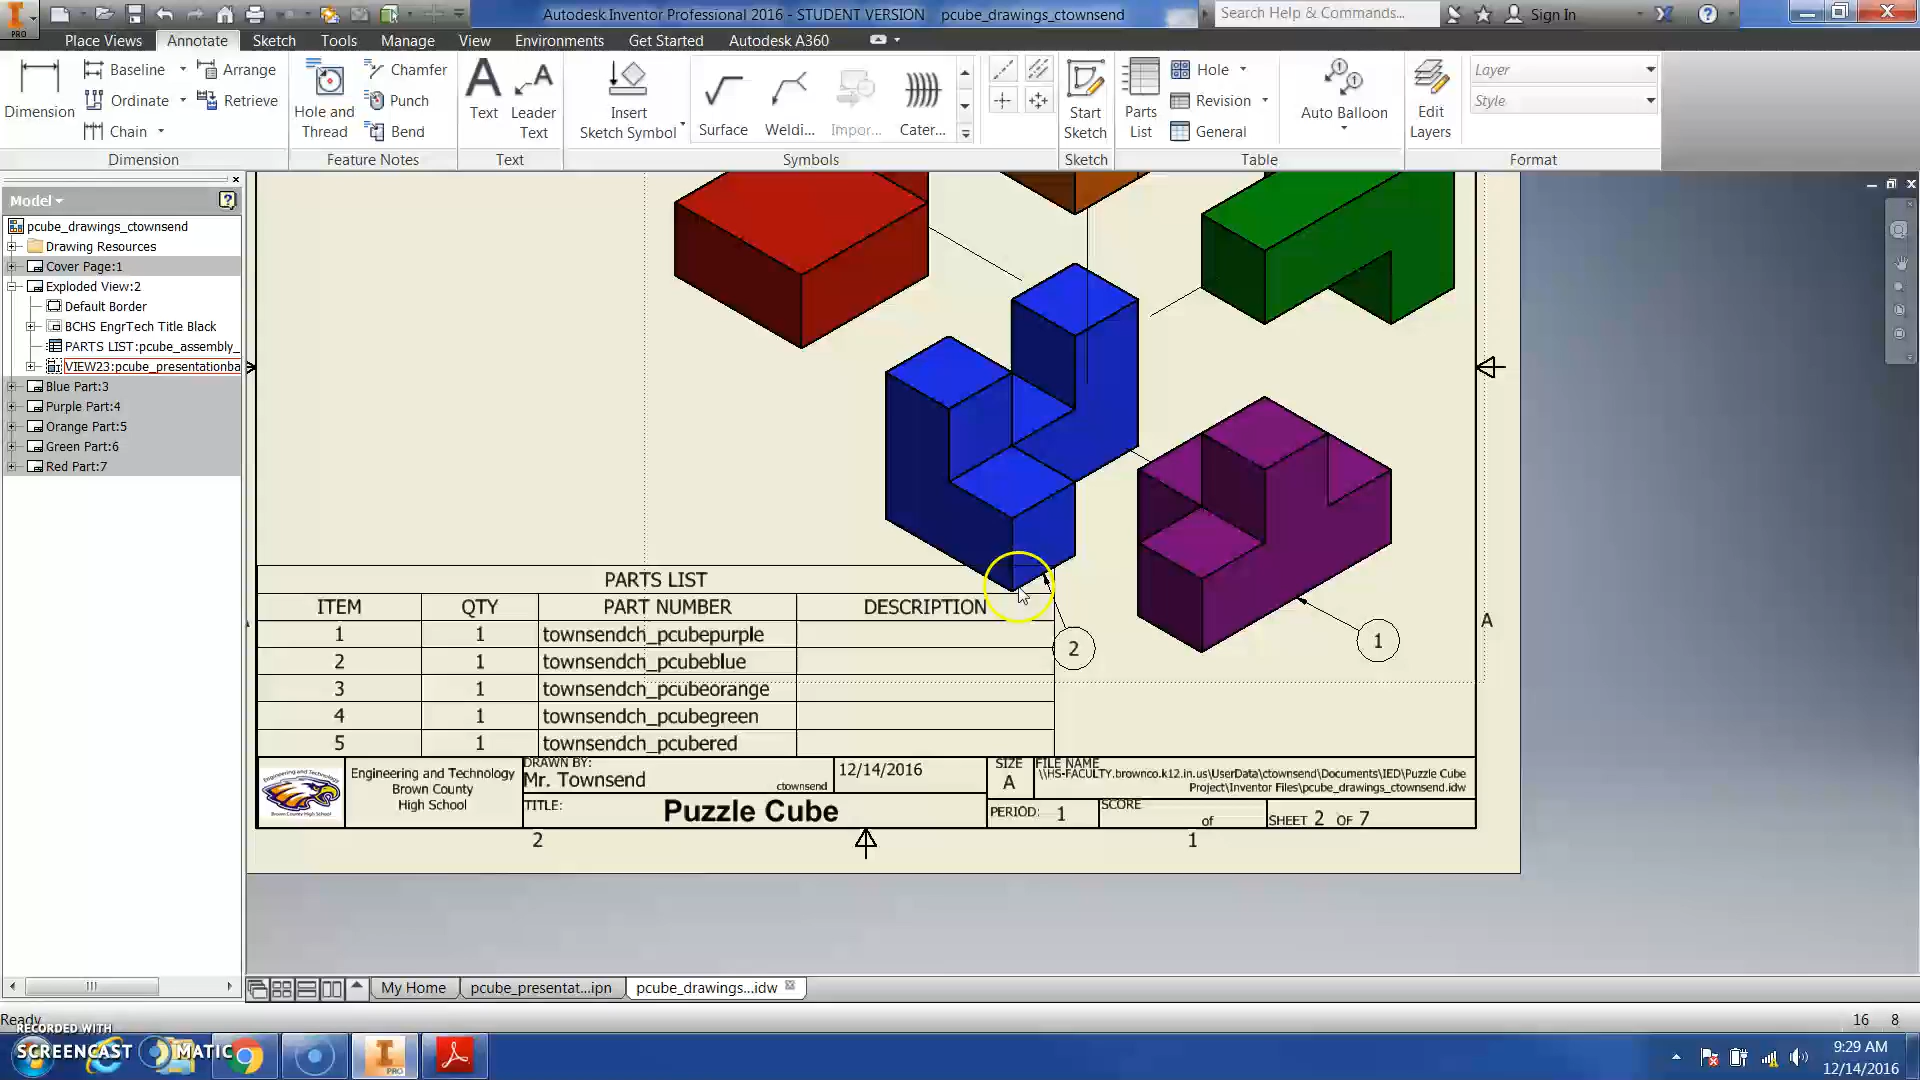 Autodesk Inventor Professional 2016 - STUDENT VERSION pcube_drawings_ctownsend
Search Help & Commands...
Sign In
PRO
Place Views Annotate Sketch Tools Manage View Environments Get Started Autodesk A360
Dimension
Baseline
Ordinate
Chain
Arrange
Retrieve
Dimension
Hole and Thread
Chamfer
Punch
Bend
Feature Notes
Text
Leader Text
Text
Insert Sketch Symbol
Surface
Weldi...
Impor...
Cater...
Symbols
Start Sketch
Sketch
Parts List
Hole
Revision
General
Table
Auto Balloon
Edit Layers
Layer
Style
Format
Model
pcube_drawings_ctownsend
Drawing Resources
Cover Page:1
Exploded View:2
Default Border
BCHS EngrTech Title Black
PARTS LIST:pcube_assembly_
VIEW23:pcube_presentationba
Blue Part:3
Purple Part:4
Orange Part:5
Green Part:6
Red Part:7
PARTS LIST
ITEM QTY PART NUMBER DESCRIPTION
1 1 townsendch_pcubepurple
2 1 townsendch_pcubeblue
3 1 townsendch_pcubeorange
4 1 townsendch_pcubegreen
5 1 townsendch_pcubered
2
1
A
Engineering and Technology
Brown County High School
Engineering and Technology
Brown County
High School
DRAWN BY:
Mr. Townsend
ctownsend
12/14/2016
TITLE:
Puzzle Cube
SIZE
A
FILE NAME
\\HS-FACULTY.brownco.k12.in.us\UserData\ctownsend\Documents\IED\Puzzle Cube
Project\Inventor Files\pcube_drawings_ctownsend.idw
PERIOD: 1
SCORE
of
SHEET 2 OF 7
2
1
My Home
pcube_presentat...ipn
pcube_drawings...idw
Ready
16 8
RECORDED WITH
SCREENCAST MATIC
PRO
9:29 AM
12/14/2016